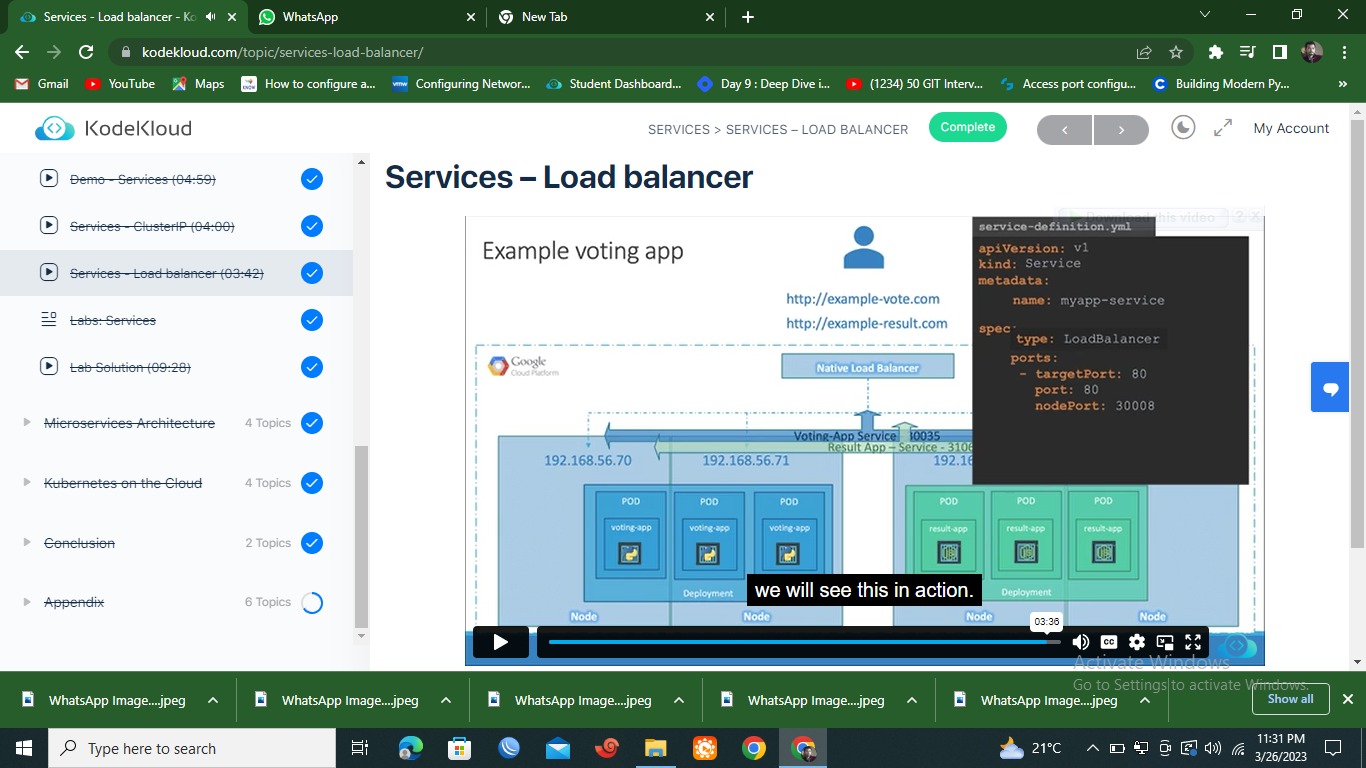 Services - Load balancer - Ko
WhatsApp
New Tab
kodekloud.com/topic/services-load-balancer/
Gmail
YouTube
Maps
How to configure a...
Configuring Networ...
Student Dashboard...
Day 9 : Deep Dive i...
(1234) 50 GIT Interv...
Access port configu...
Building Modern Py...
»
KodeKloud
SERVICES > SERVICES – LOAD BALANCER
Complete
My Account
Demo - Services (04:59)
Services - ClusterIP (04:00)
Services - Load balancer (03:42)
Labs: Services
Lab Solution (09:28)
Microservices Architecture 4 Topics
Kubernetes on the Cloud 4 Topics
Conclusion 2 Topics
Appendix 6 Topics
Services – Load balancer
Download this video ? X
Example voting app
http://example-vote.com
http://example-result.com
Google
Cloud Platform
Native Load Balancer
service-definition.yml
apiVersion: v1
kind: Service
metadata:
name: myapp-service
spec:
type: LoadBalancer
ports:
- targetPort: 80
port: 80
nodePort: 30008
Voting-App Service 30035
Result App – Service - 3106
192.168.56.70
192.168.56.71
192.16
POD POD POD
voting-app voting-app voting-app
Deployment
POD POD POD
result-app result-app result-app
Deployment
Node Node Node Node
we will see this in action.
03:36
CC
Activate Windows
Go to Settings to activate Windows.
WhatsApp Image....jpeg
WhatsApp Image....jpeg
WhatsApp Image....jpeg
WhatsApp Image....jpeg
WhatsApp Image....jpeg
Show all
Type here to search
21°C
11:31 PM
3/26/2023